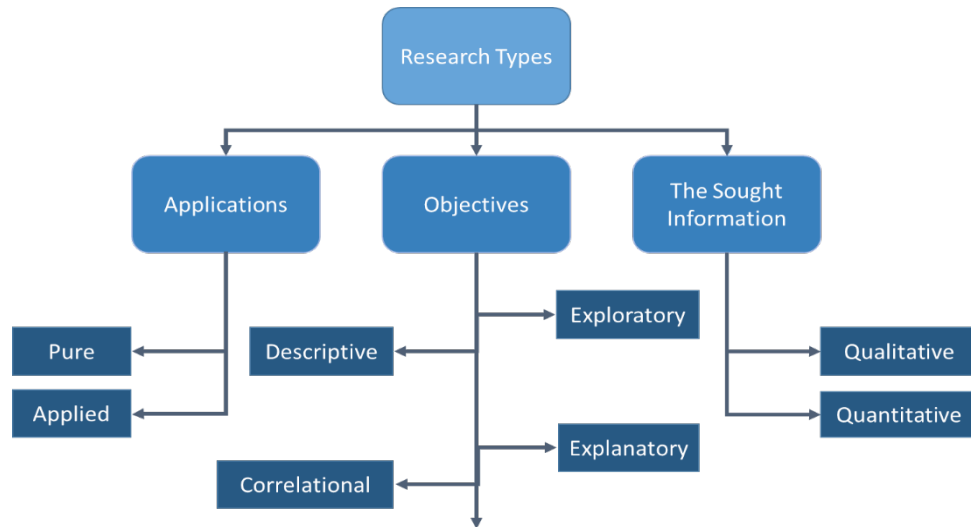 Research Types
Applications
Objectives
The Sought
Information
Exploratory
Pure
Descriptive
Qualitative
Applied
Quantitative
Explanatory
Correlational